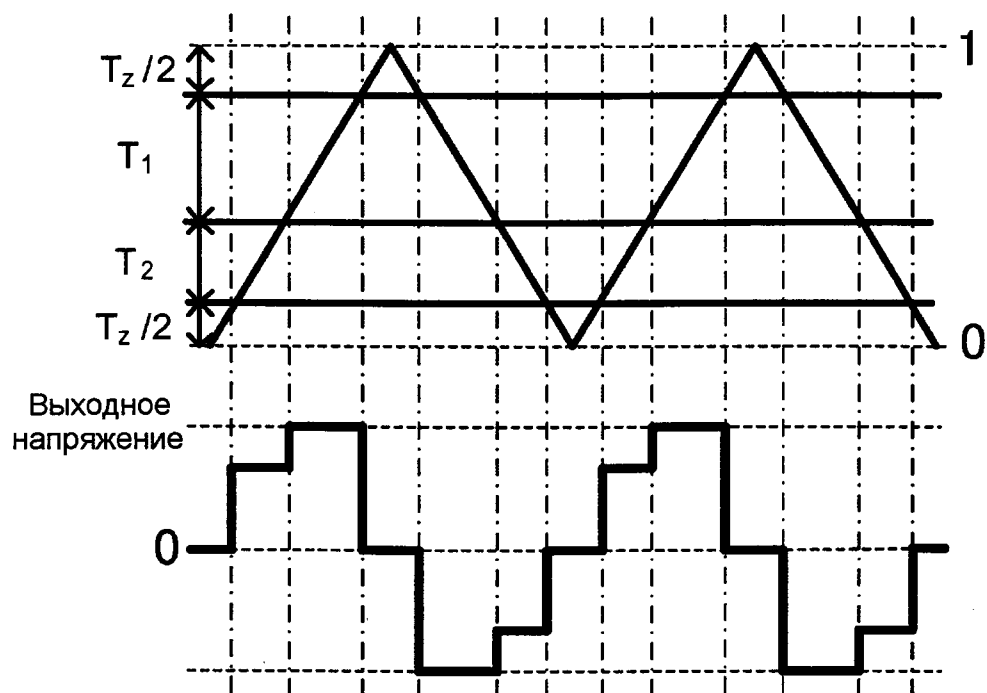 T_z /2
1
T_1
T_2
T_z /2
0
Выходное
напряжение
0